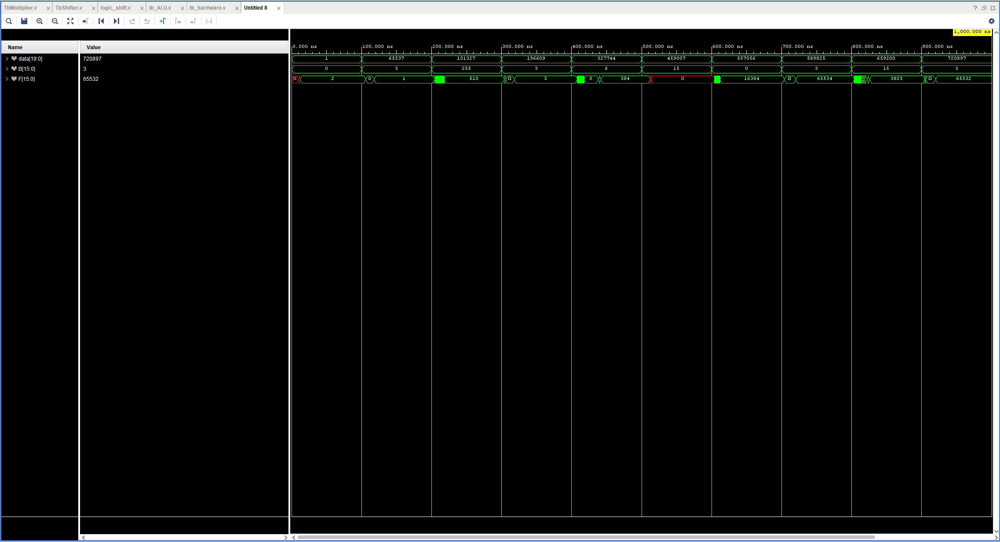 TbMultiplier.v TbShifter.v logic_shift.v tb_ALU.v tb_hardware.v Untitled 8
1,000.000 ns
Name Value
0.000 ns 100.000 ns 200.000 ns 300.000 ns 400.000 ns 500.000 ns 600.000 ns 700.000 ns 800.000 ns 900.000 ns
data[19:0] 720897 1 65537 131327 196609 327744 459007 557056 589825 659200 720897
B[15:0] 3 0 3 255 3 6 15 0 3 15 3
F[15:0] 65532 X 2 0 1 510 3 0 384 X 16384 65534 3825 65532